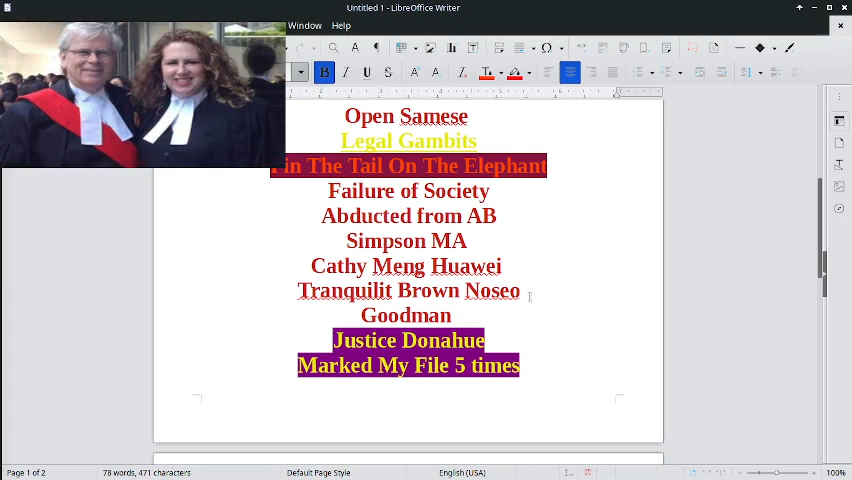 Untitled 1 - LibreOffice Writer
Window Help
Open Samese
Legal Gambits
in The Tail On The Elephant
Failure of Society
Abducted from AB
Simpson MA
Cathy Meng Huawei
Tranquilit Brown Noseo
Goodman
Justice Donahue
Marked My File 5 times
Page 1 of 2 78 words, 471 characters Default Page Style English (USA) 100%